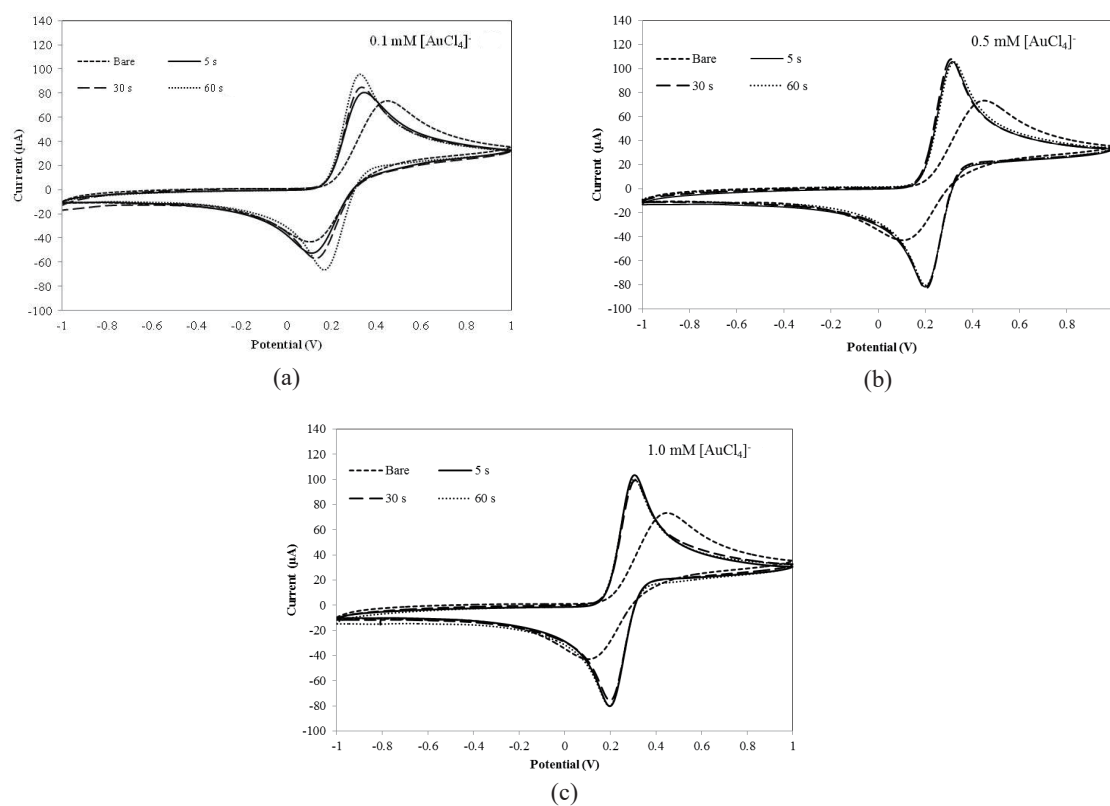 (a)
0.1 mM [AuCl₄]⁻
Bare
5 s
30 s
60 s
Current (µA)
140
120
100
80
60
40
20
0
-20
-40
-60
-80
-100
-1 -0.8 -0.6 -0.4 -0.2 0 0.2 0.4 0.6 0.8 1
Potential (V)
(a)
0.5 mM [AuCl₄]⁻
Bare
5 s
30 s
60 s
Current (µA)
140
120
100
80
60
40
20
0
-20
-40
-60
-80
-100
-1 -0.8 -0.6 -0.4 -0.2 0 0.2 0.4 0.6 0.8
Potential (V)
(b)
1.0 mM [AuCl₄]⁻
Bare
5 s
30 s
60 s
Current (µA)
140
120
100
80
60
40
20
0
-20
-40
-60
-80
-100
-1 -0.8 -0.6 -0.4 -0.2 0 0.2 0.4 0.6 0.8 1
Potential (V)
(c)